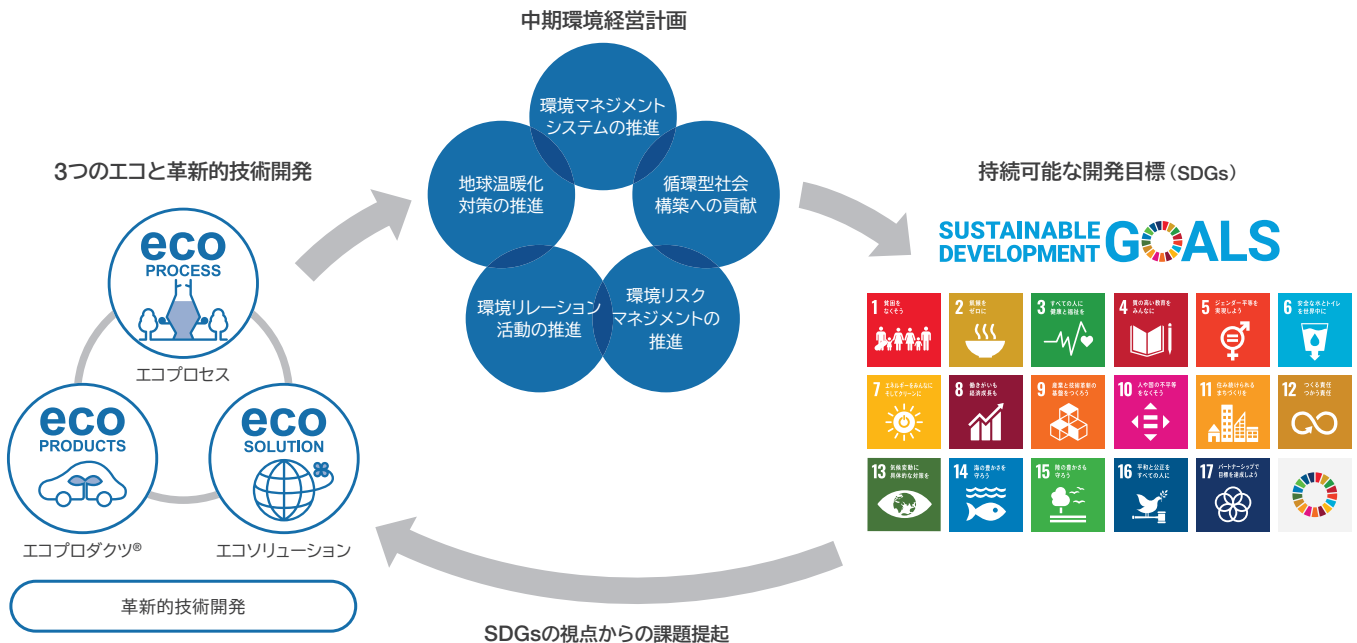 中期環境経営計画
環境マネジメント
システムの推進
地球温暖化
対策の推進
循環型社会
構築への貢献
環境リレーション
活動の推進
環境リスク
マネジメントの
推進
3つのエコと革新的技術開発
eco
PROCESS
エコプロセス
eco
PRODUCTS
エコプロダクツ®
eco
SOLUTION
エコソリューション
革新的技術開発
持続可能な開発目標（SDGs）
SUSTAINABLE
DEVELOPMENT
GOALS
1 貧困を
なくそう
2 飢餓を
ゼロに
3 すべての人に
健康と福祉を
4 質の高い教育を
みんなに
5 ジェンダー平等を
実現しよう
6 安全な水とトイレ
を世界中に
7 エネルギーをみんなに
そしてクリーンに
8 働きがいも
経済成長も
9 産業と技術革新の
基盤をつくろう
10 人や国の不平等
をなくそう
11 住み続けられる
まちづくりを
12 つくる責任
つかう責任
13 気候変動に
具体的な対策を
14 海の豊かさを
守ろう
15 陸の豊かさも
守ろう
16 平和と公正を
すべての人に
17 パートナーシップで
目標を達成しよう
SDGsの視点からの課題提起